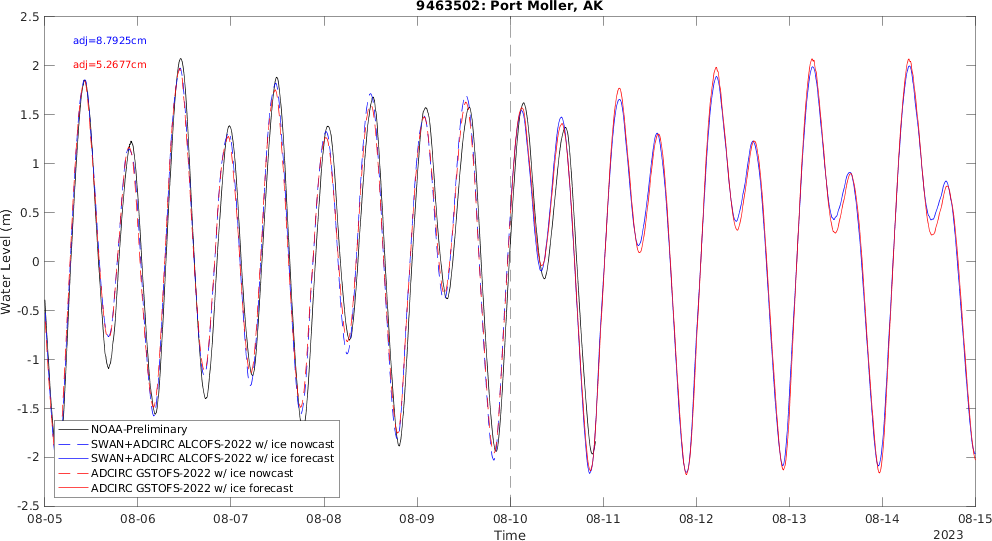 9463502: Port Moller, AK
2.5
2
1.5
1
0.5
0
-0.5
-1
-1.5
-2
-2.5
Water Level (m)
adj=8.7925cm
adj=5.2677cm
NOAA-Preliminary
SWAN+ADCIRC ALCOFS-2022 w/ ice nowcast
SWAN+ADCIRC ALCOFS-2022 w/ ice forecast
ADCIRC GSTOFS-2022 w/ ice nowcast
ADCIRC GSTOFS-2022 w/ ice forecast
08-05 08-06 08-07 08-08 08-09 08-10 08-11 08-12 08-13 08-14 08-15
Time
2023